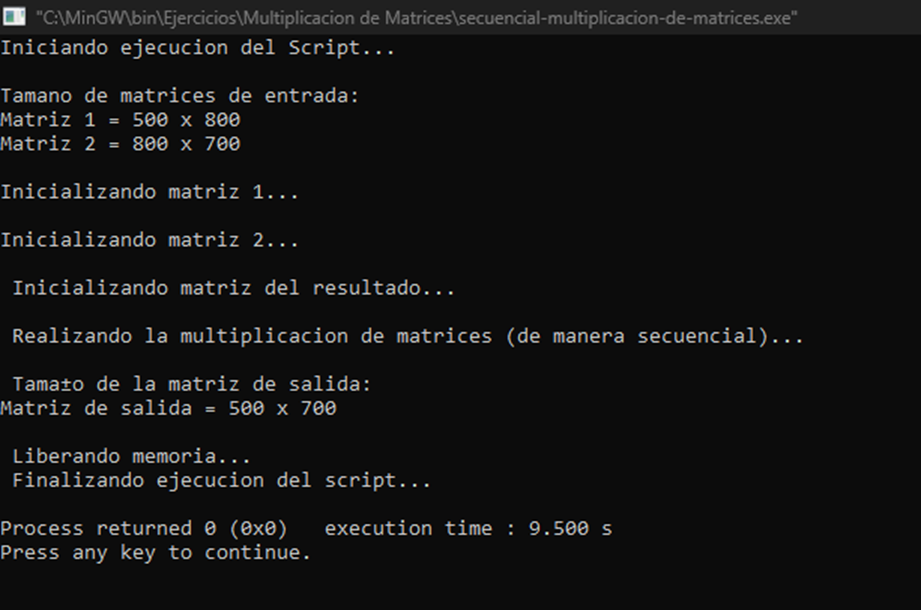 "C:\MinGW\bin\Ejercicios\Multiplicacion de Matrices\secuencial-multiplicacion-de-matrices.exe"
Iniciando ejecucion del Script...
Tamano de matrices de entrada:
Matriz 1 = 500 x 800
Matriz 2 = 800 x 700
Inicializando matriz 1...
Inicializando matriz 2...
Inicializando matriz del resultado...
Realizando la multiplicacion de matrices (de manera secuencial)...
Tama±o de la matriz de salida:
Matriz de salida = 500 x 700
Liberando memoria...
Finalizando ejecucion del script...
Process returned 0 (0x0)   execution time : 9.500 s
Press any key to continue.